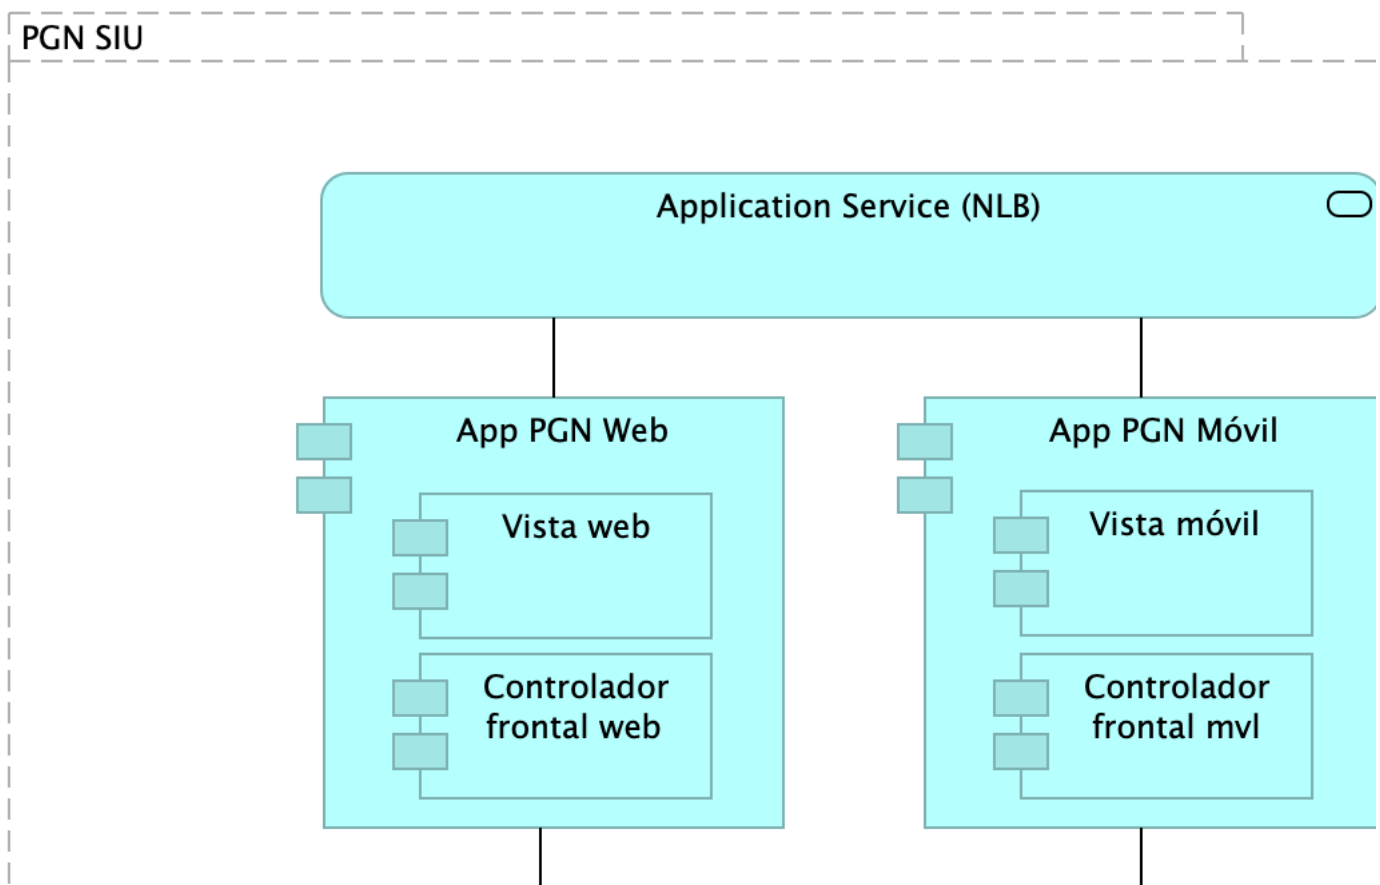 PGN SIU
Application Service (NLB)
App PGN Web
App PGN Móvil
Vista web
Vista móvil
Controlador
frontal web
Controlador
frontal mvl